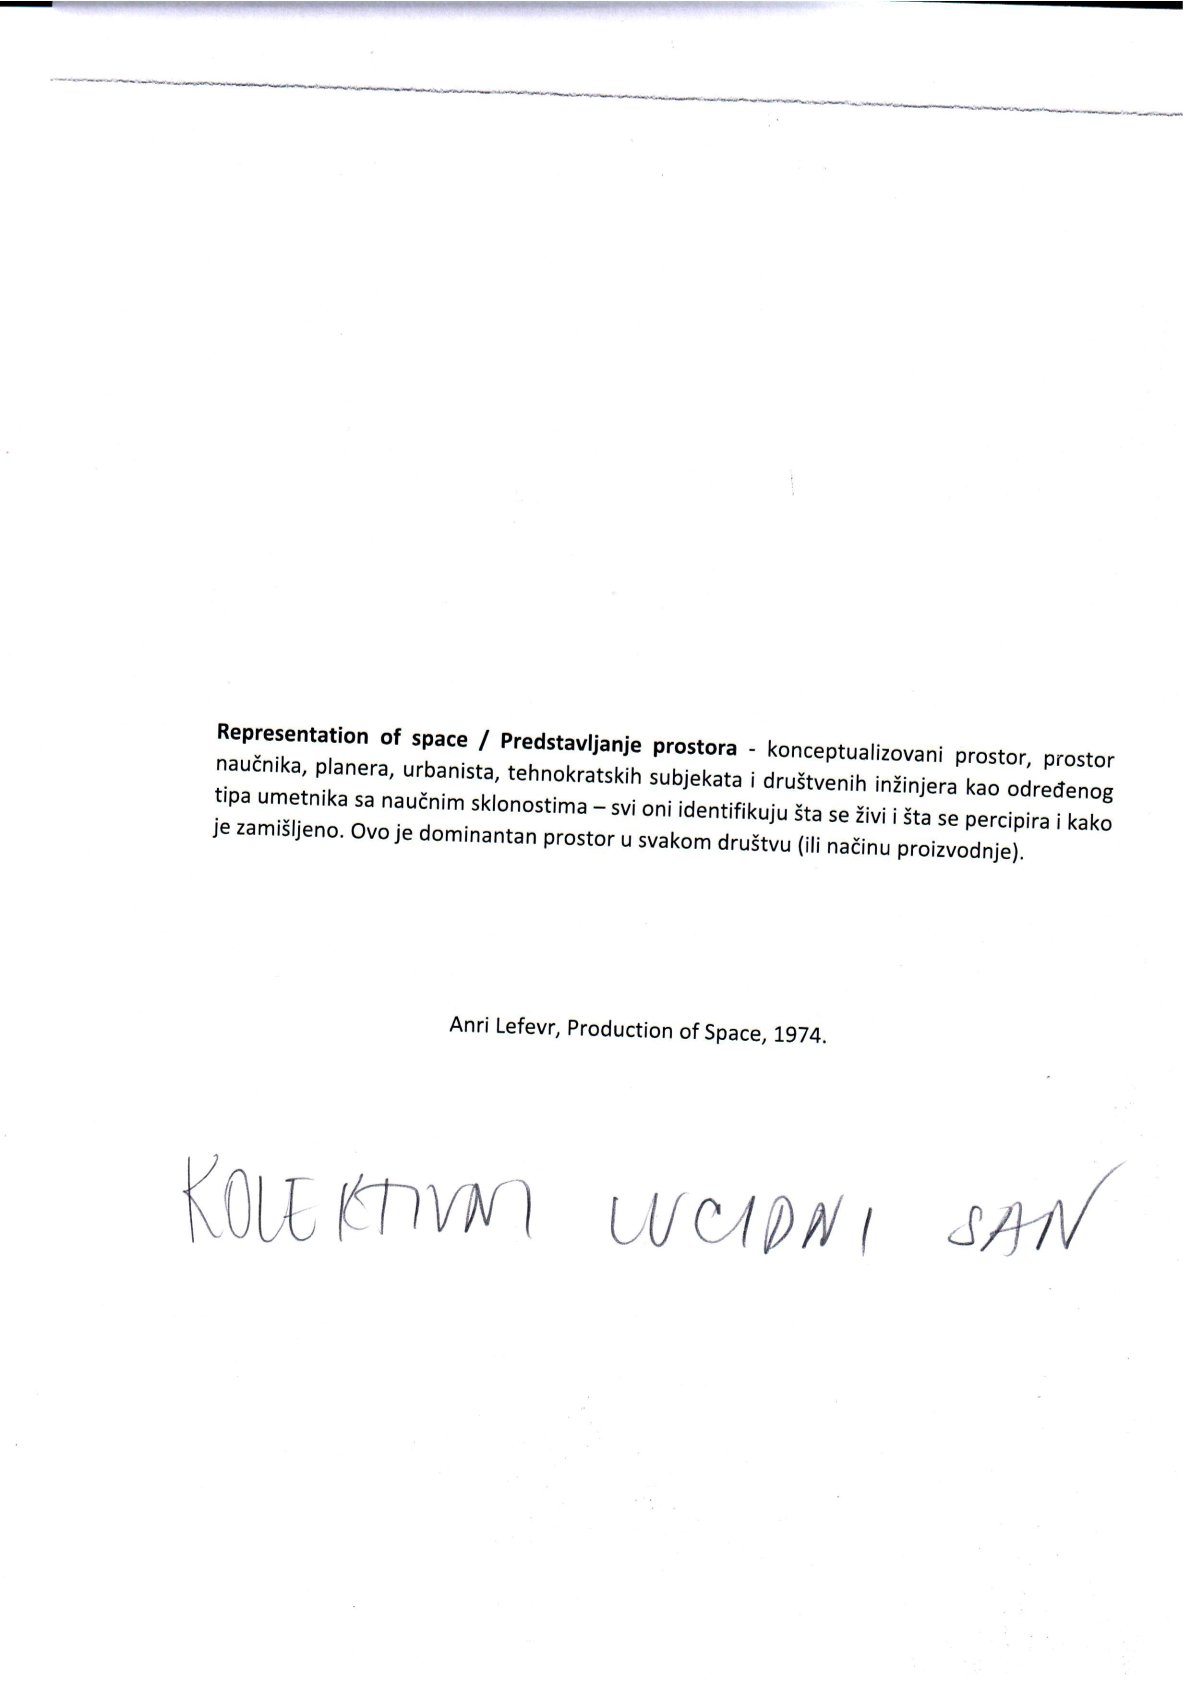 Representation of space / Predstavljanje prostora - konceptualizovani prostor, prostor
naučnika, planera, urbanista, tehnokratskih subjekata i društvenih inžinjera kao određenog
tipa umetnika sa naučnim sklonostima – svi oni identifikuju šta se živi i šta se percipira i kako
je zamišljeno. Ovo je dominantan prostor u svakom društvu (ili načinu proizvodnje).
Anri Lefevr, Production of Space, 1974.
KOLEKTIVNI LUCIDNI SAN